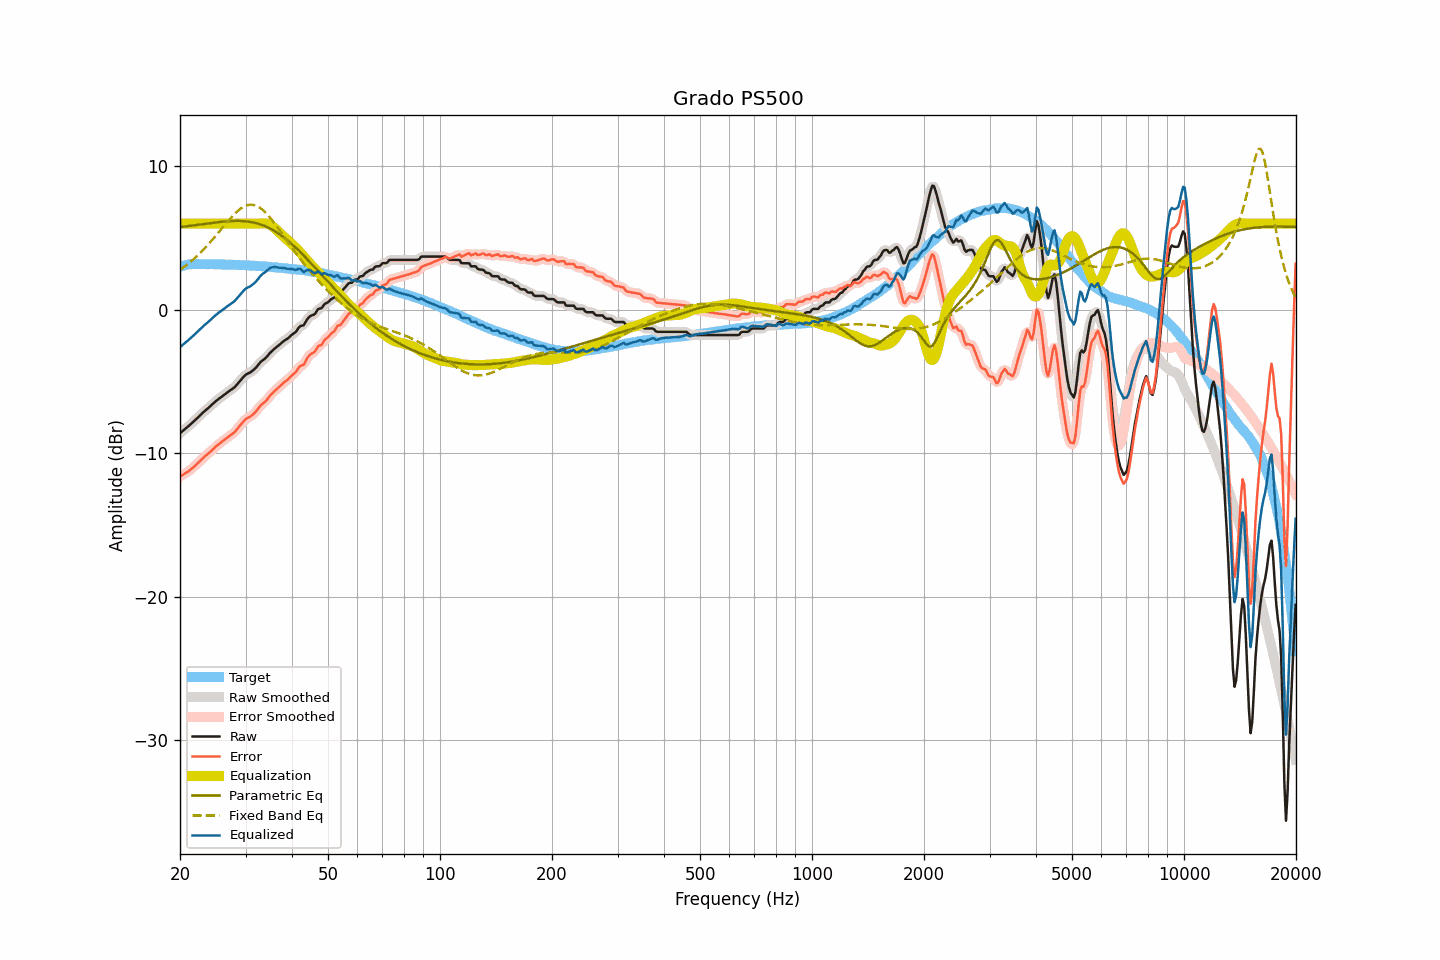 Grado PS500
10
0
−10
−20
−30
Amplitude (dBr)
Target
Raw Smoothed
Error Smoothed
Raw
Error
Equalization
Parametric Eq
Fixed Band Eq
Equalized
20 50 100 200 500 1000 2000 5000 10000 20000
Frequency (Hz)